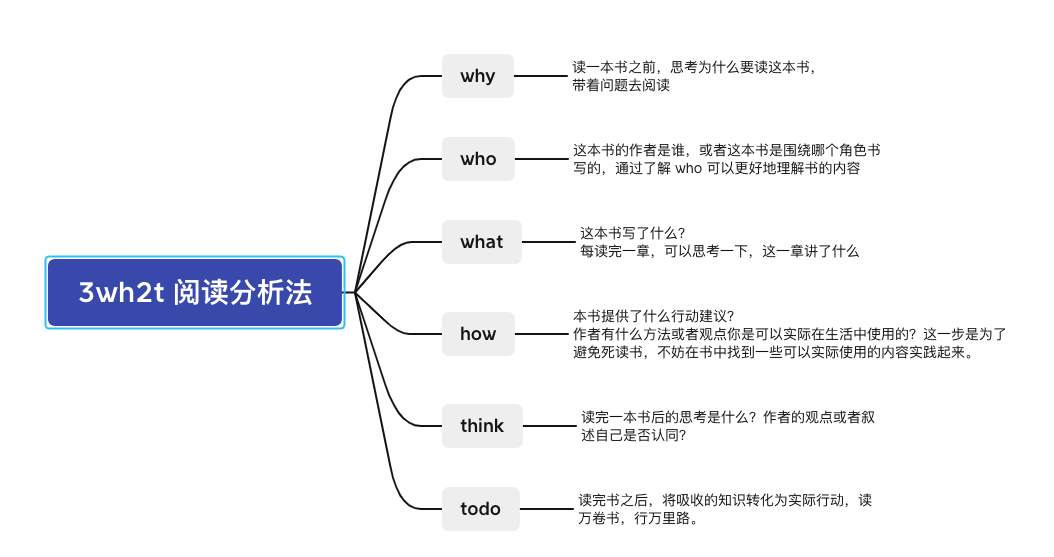 3wh2t 阅读分析法
why
读一本书之前，思考为什么要读这本书，
带着问题去阅读
who
这本书的作者是谁，或者这本书是围绕哪个角色书
写的，通过了解 who 可以更好地理解书的内容
what
这本书写了什么？
每读完一章，可以思考一下，这一章讲了什么
how
本书提供了什么行动建议？
作者有什么方法或者观点你是可以实际在生活中使用的？这一步是为了
避免死读书，不妨在书中找到一些可以实际使用的内容实践起来。
think
读完一本书后的思考是什么？作者的观点或者叙
述自己是否认同？
todo
读完书之后，将吸收的知识转化为实际行动，读
万卷书，行万里路。